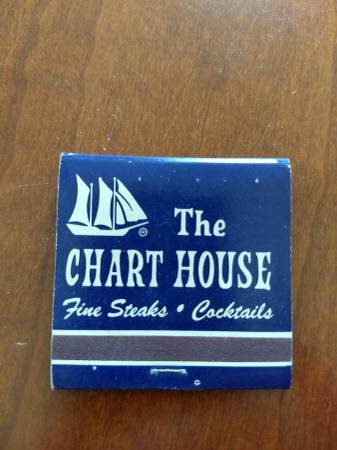 The
CHART HOUSE
Fine Steaks • Cocktails
®